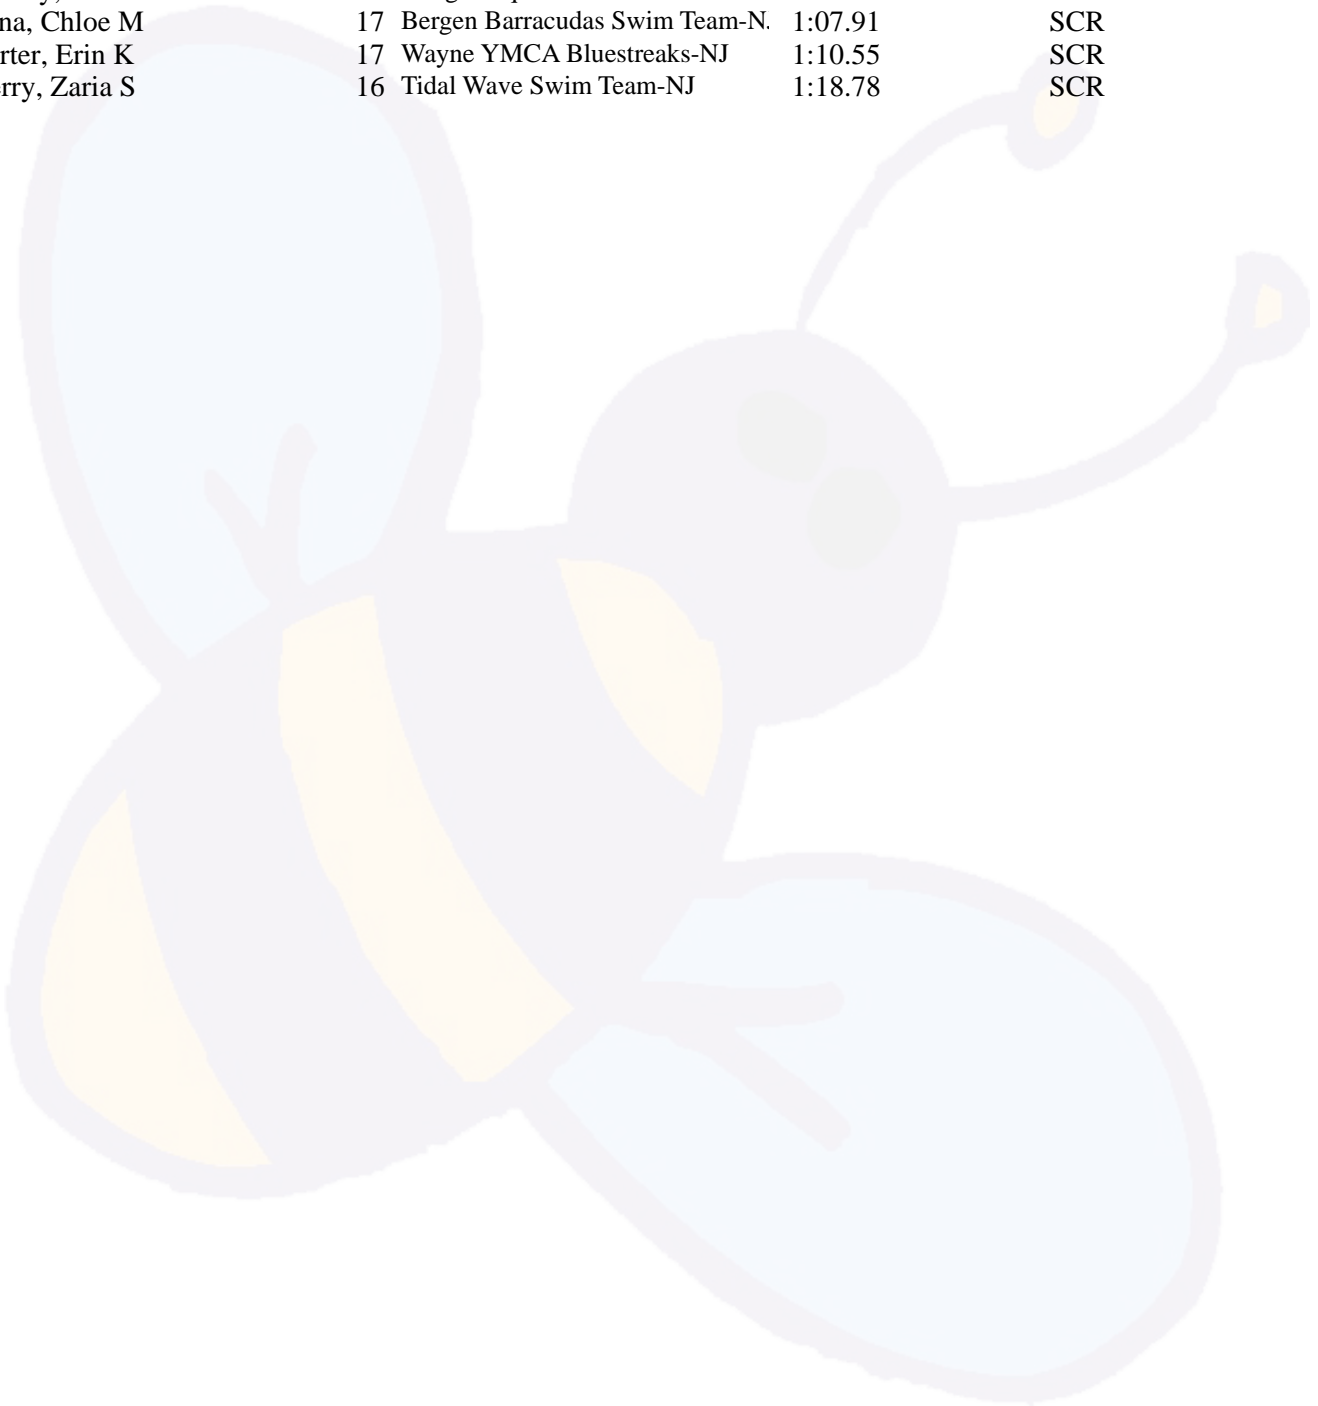 na, Chloe M 17 Bergen Barracudas Swim Team-N. 1:07.91 SCR
rter, Erin K 17 Wayne YMCA Bluestreaks-NJ 1:10.55 SCR
rry, Zaria S 16 Tidal Wave Swim Team-NJ 1:18.78 SCR